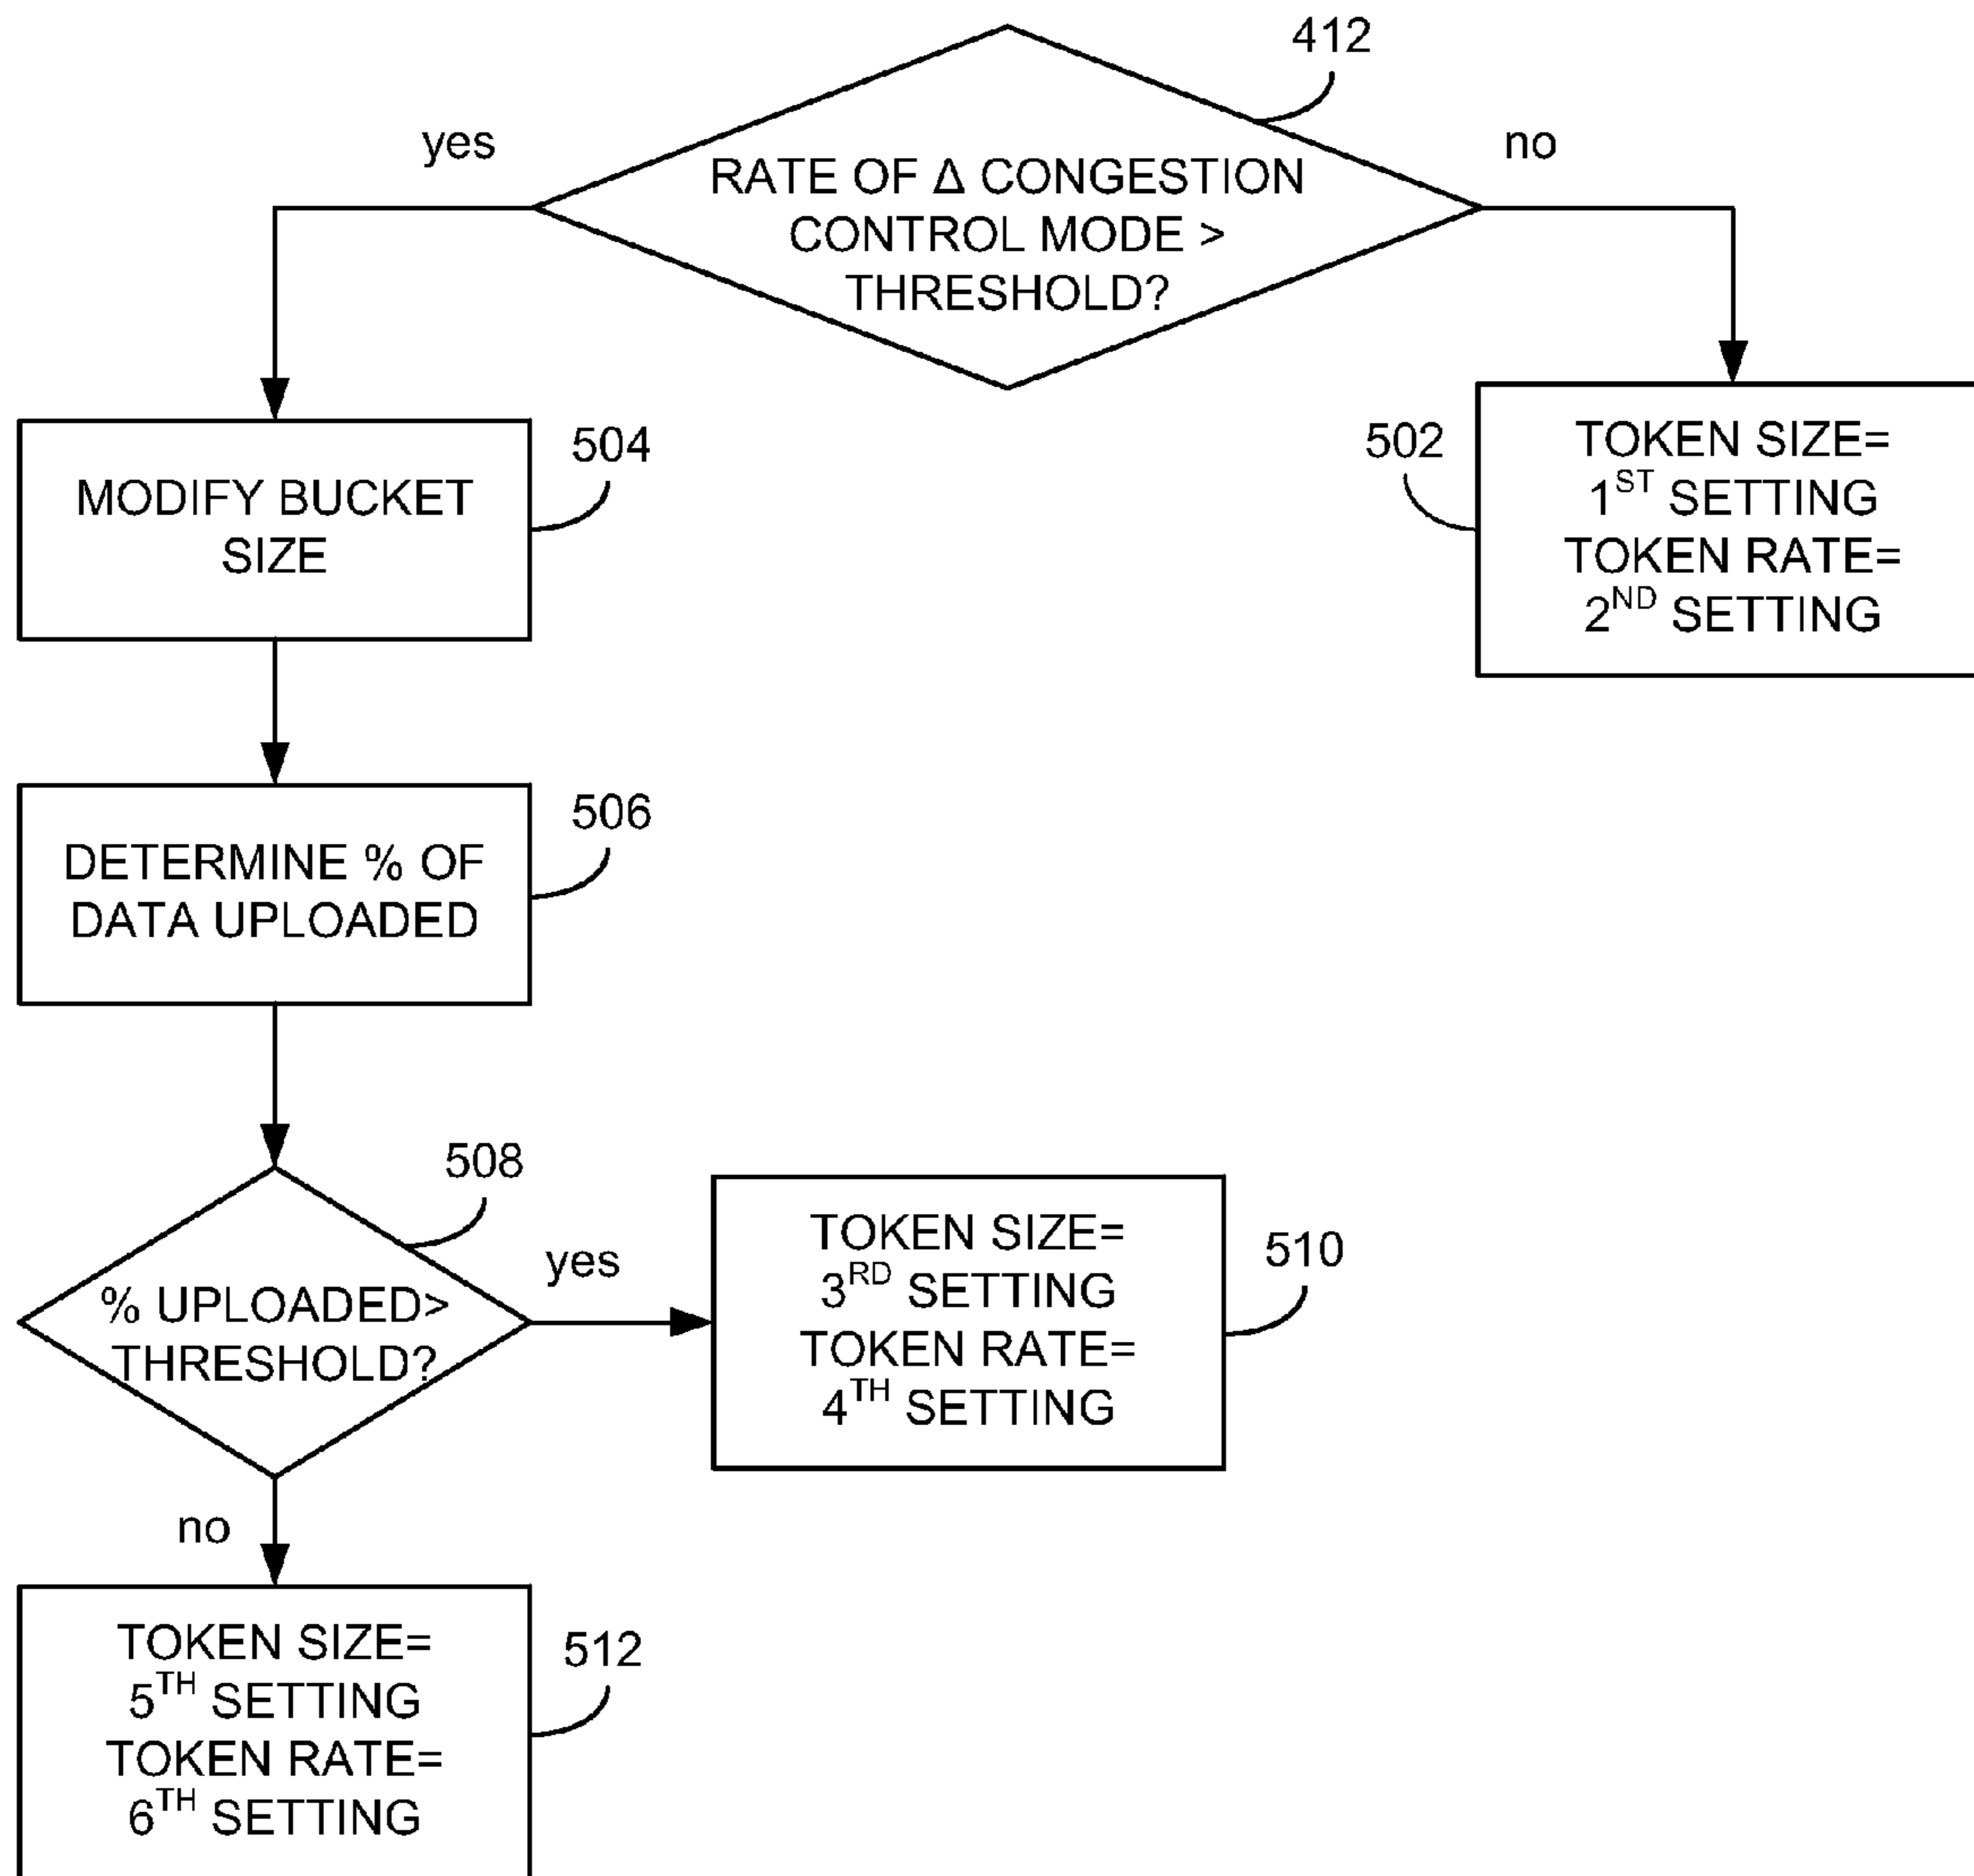 412
yes
no
RATE OF Δ CONGESTION
CONTROL MODE >
THRESHOLD?
504
MODIFY BUCKET
SIZE
502
TOKEN SIZE=
1ST SETTING
TOKEN RATE=
2ND SETTING
506
DETERMINE % OF
DATA UPLOADED
508
% UPLOADED>
THRESHOLD?
yes
TOKEN SIZE=
3RD SETTING
TOKEN RATE=
4TH SETTING
510
no
TOKEN SIZE=
5TH SETTING
TOKEN RATE=
6TH SETTING
512